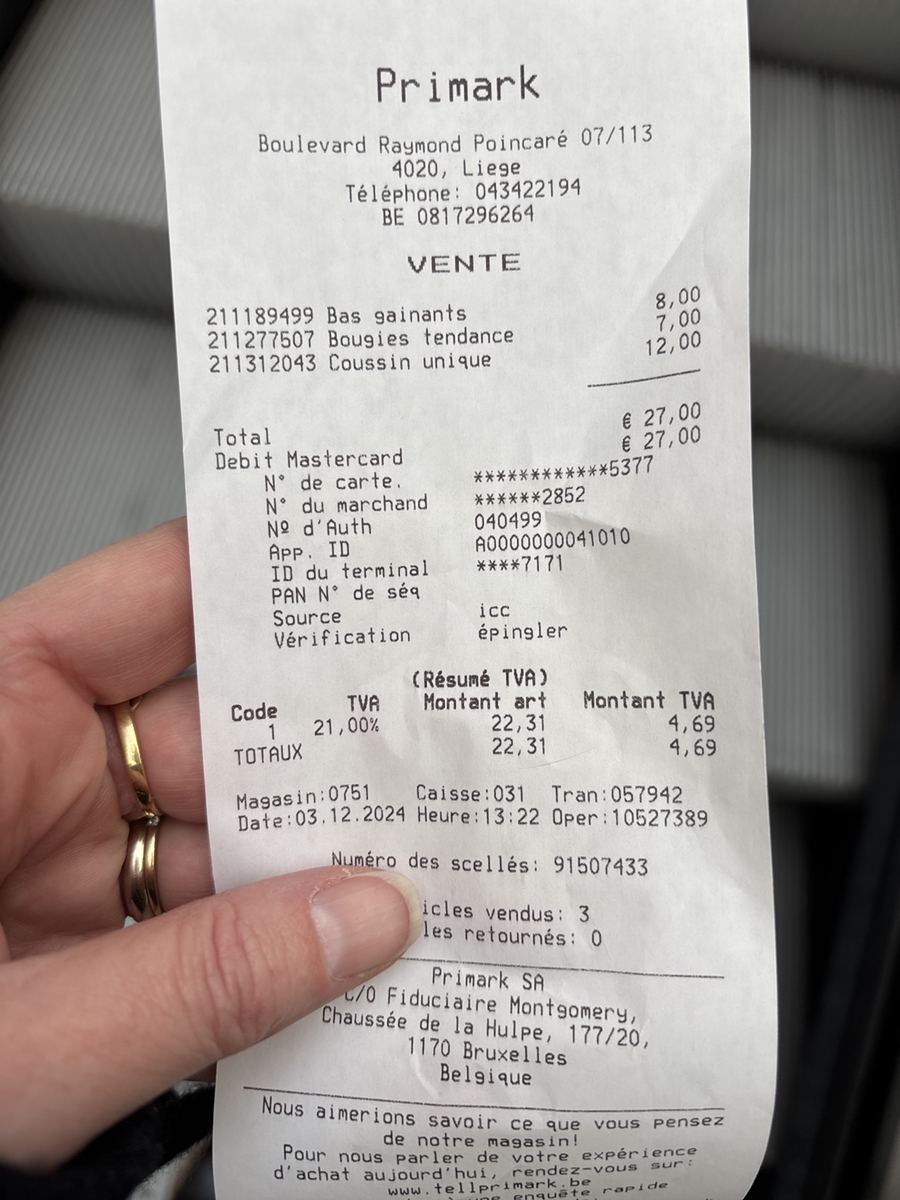 Primark
Boulevard Raymond Poincaré 07/113
4020, Liege
Téléphone: 043422194
BE 0817296264
VENTE
211189499 Bas gainants 8,00
211277507 Bougies tendance 7,00
211312043 Coussin unique 12,00
Total € 27,00
Debit Mastercard € 27,00
N° de carte. ************5377
N° du marchand ******2852
Nº d'Auth 040499
App. ID A0000000041010
ID du terminal ****7171
PAN N° de séq
Source icc
Vérification épingler
(Résumé TVA)
Code TVA Montant art Montant TVA
1 21,00% 22,31 4,69
TOTAUX 22,31 4,69
Magasin:0751 Caisse:031 Tran:057942
Date:03.12.2024 Heure:13:22 Oper:10527389
Numéro des scellés: 91507433
icles vendus: 3
les retournés: 0
Primark SA
C/O Fiduciaire Montgomery,
Chaussée de la Hulpe, 177/20,
1170 Bruxelles
Belgique
Nous aimerions savoir ce que vous pensez
de notre magasin!
Pour nous parler de votre expérience
d'achat aujourd'hui, rendez-vous sur:
www.tellprimark.be
une enquête rapide